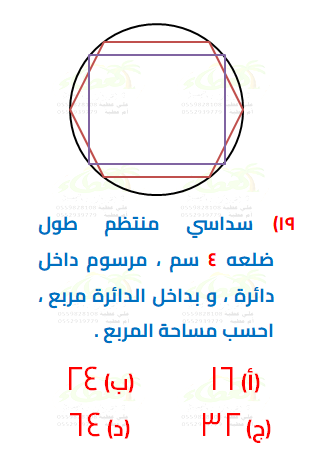 ١٩) سداسي منتظم طول
ضلعه ٤ سم ، مرسوم داخل
دائرة ، و بداخل الدائرة مربع ،
احسب مساحة المربع .
(أ) ١٦ (ب) ٢٤
(ج) ٣٢ (د) ٦٤